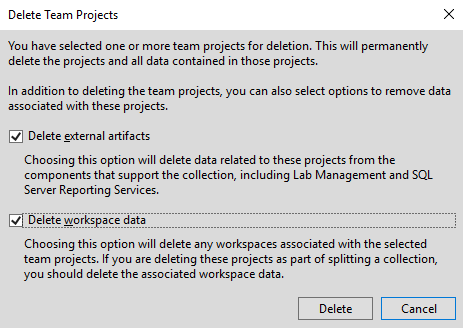 Delete Team Projects
You have selected one or more team projects for deletion. This will permanently
delete the projects and all data contained in those projects.
In addition to deleting the team projects, you can also select options to remove data
associated with these projects.
Delete external artifacts
Choosing this option will delete data related to these projects from the
components that support the collection, including Lab Management and SQL
Server Reporting Services.
Delete workspace data
Choosing this option will delete any workspaces associated with the selected
team projects. If you are deleting these projects as part of splitting a collection,
you should delete the associated workspace data.
Delete
Cancel